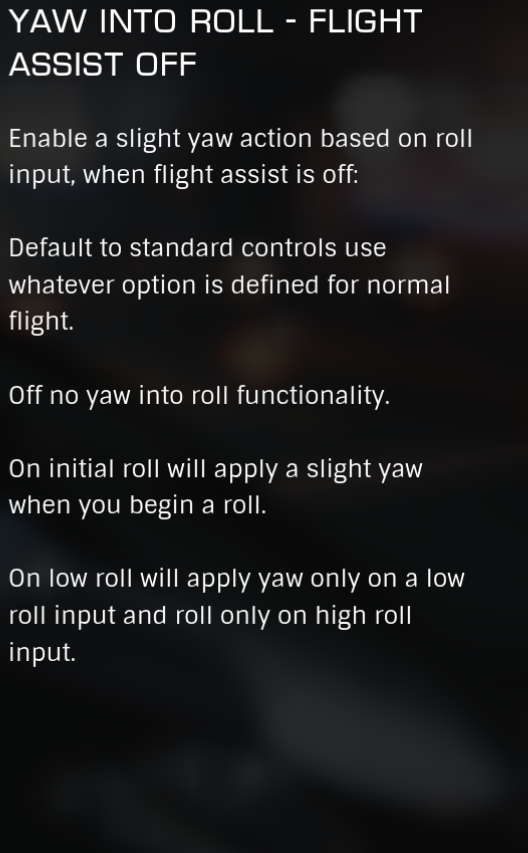 YAW INTO ROLL - FLIGHT
ASSIST OFF
Enable a slight yaw action based on roll
input, when flight assist is off:
Default to standard controls use
whatever option is defined for normal
flight.
Off no yaw into roll functionality.
On initial roll will apply a slight yaw
when you begin a roll.
On low roll will apply yaw only on a low
roll input and roll only on high roll
input.